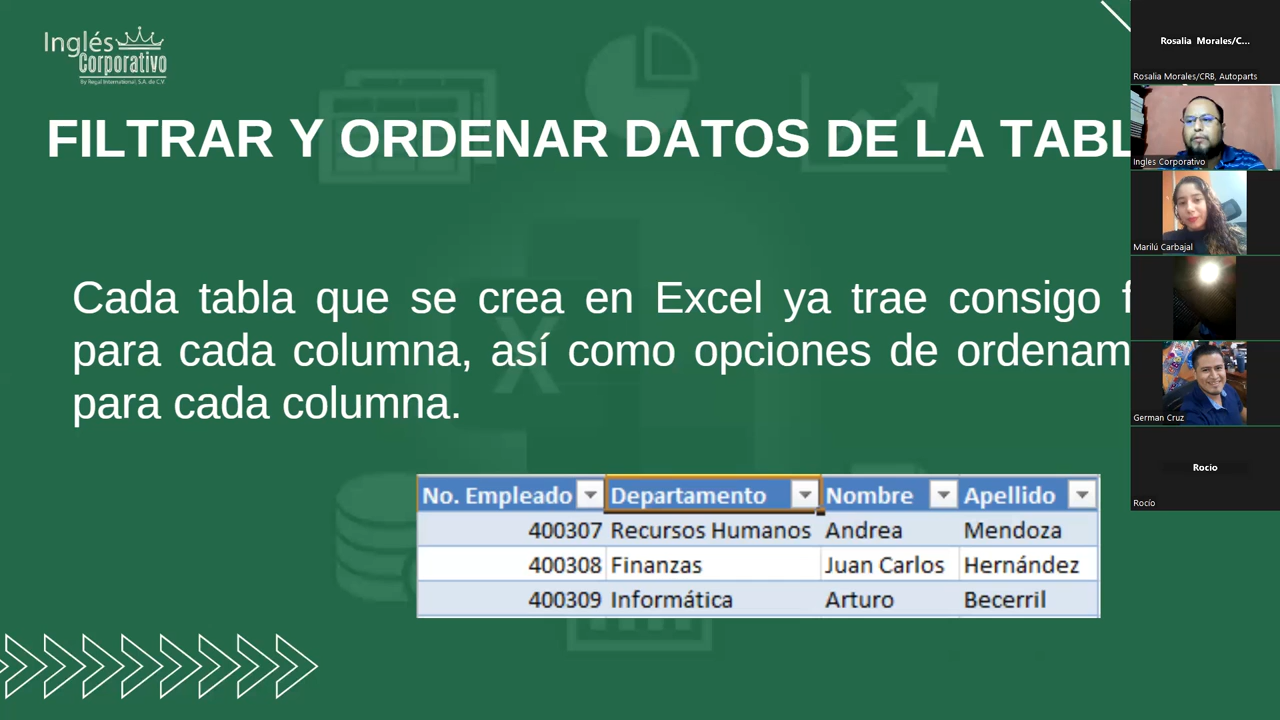 Inglés
Corporativo
By Regal International, S.A. de C.V.
FILTRAR Y ORDENAR DATOS DE LA TABL
Cada tabla que se crea en Excel ya trae consigo f
para cada columna, así como opciones de ordenam
para cada columna.
No. Empleado Departamento Nombre Apellido
400307 Recursos Humanos Andrea Mendoza
400308 Finanzas Juan Carlos Hernández
400309 Informática Arturo Becerril
Rosalia Morales/C...
Rosalia Morales/CRB, Autoparts
Ingles Corporativo
Marilú Carbajal
German Cruz
Rocio
Rocío